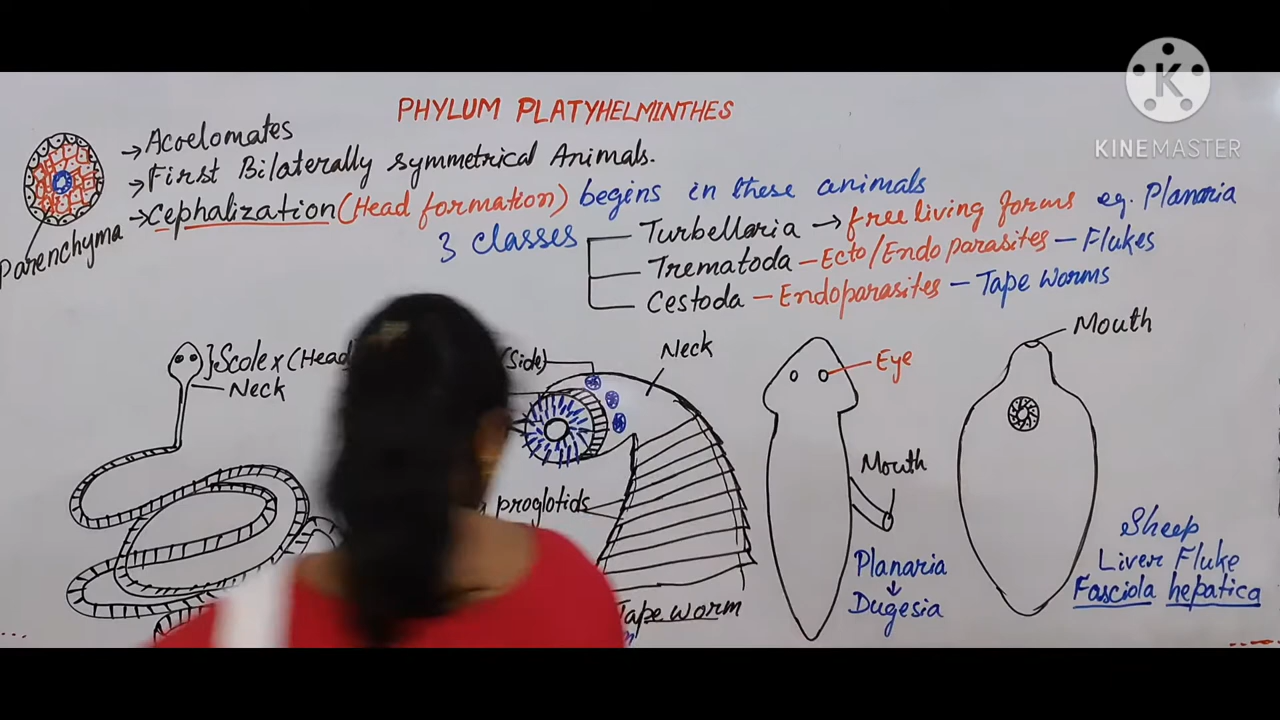 PHYLUM PLATYHELMINTHES
K
KINEMASTER
→Acoelomates
→First Bilaterally symmetrical Animals.
→Cephalization (Head formation) begins in these animals
Parenchyma
3 classes
Turbellaria → free living forms eg. Planaria
Trematoda - Ecto/Endo parasites - Flukes
Cestoda - Endoparasites - Tape worms
Scolex (Head
Neck
(Side)
Neck
proglotids
Tape worm
Eye
Mouth
Planaria
↓
Dugesia
Mouth
Sheep
Liver Fluke
Fasciola hepatica